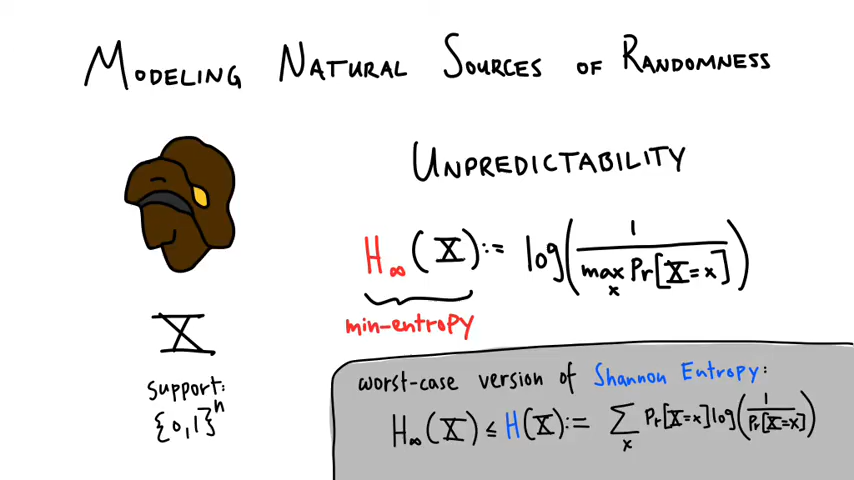 MODELING NATURAL SOURCES OF RANDOMNESS
UNPREDICTABILITY
H∞(X) := log(1 / max_x Pr[X=x])
min-entropy
X
support:
{0,1}^n
worst-case version of Shannon Entropy:
H∞(X) ≤ H(X) := ∑_x Pr[X=x] log(1 / Pr[X=x])